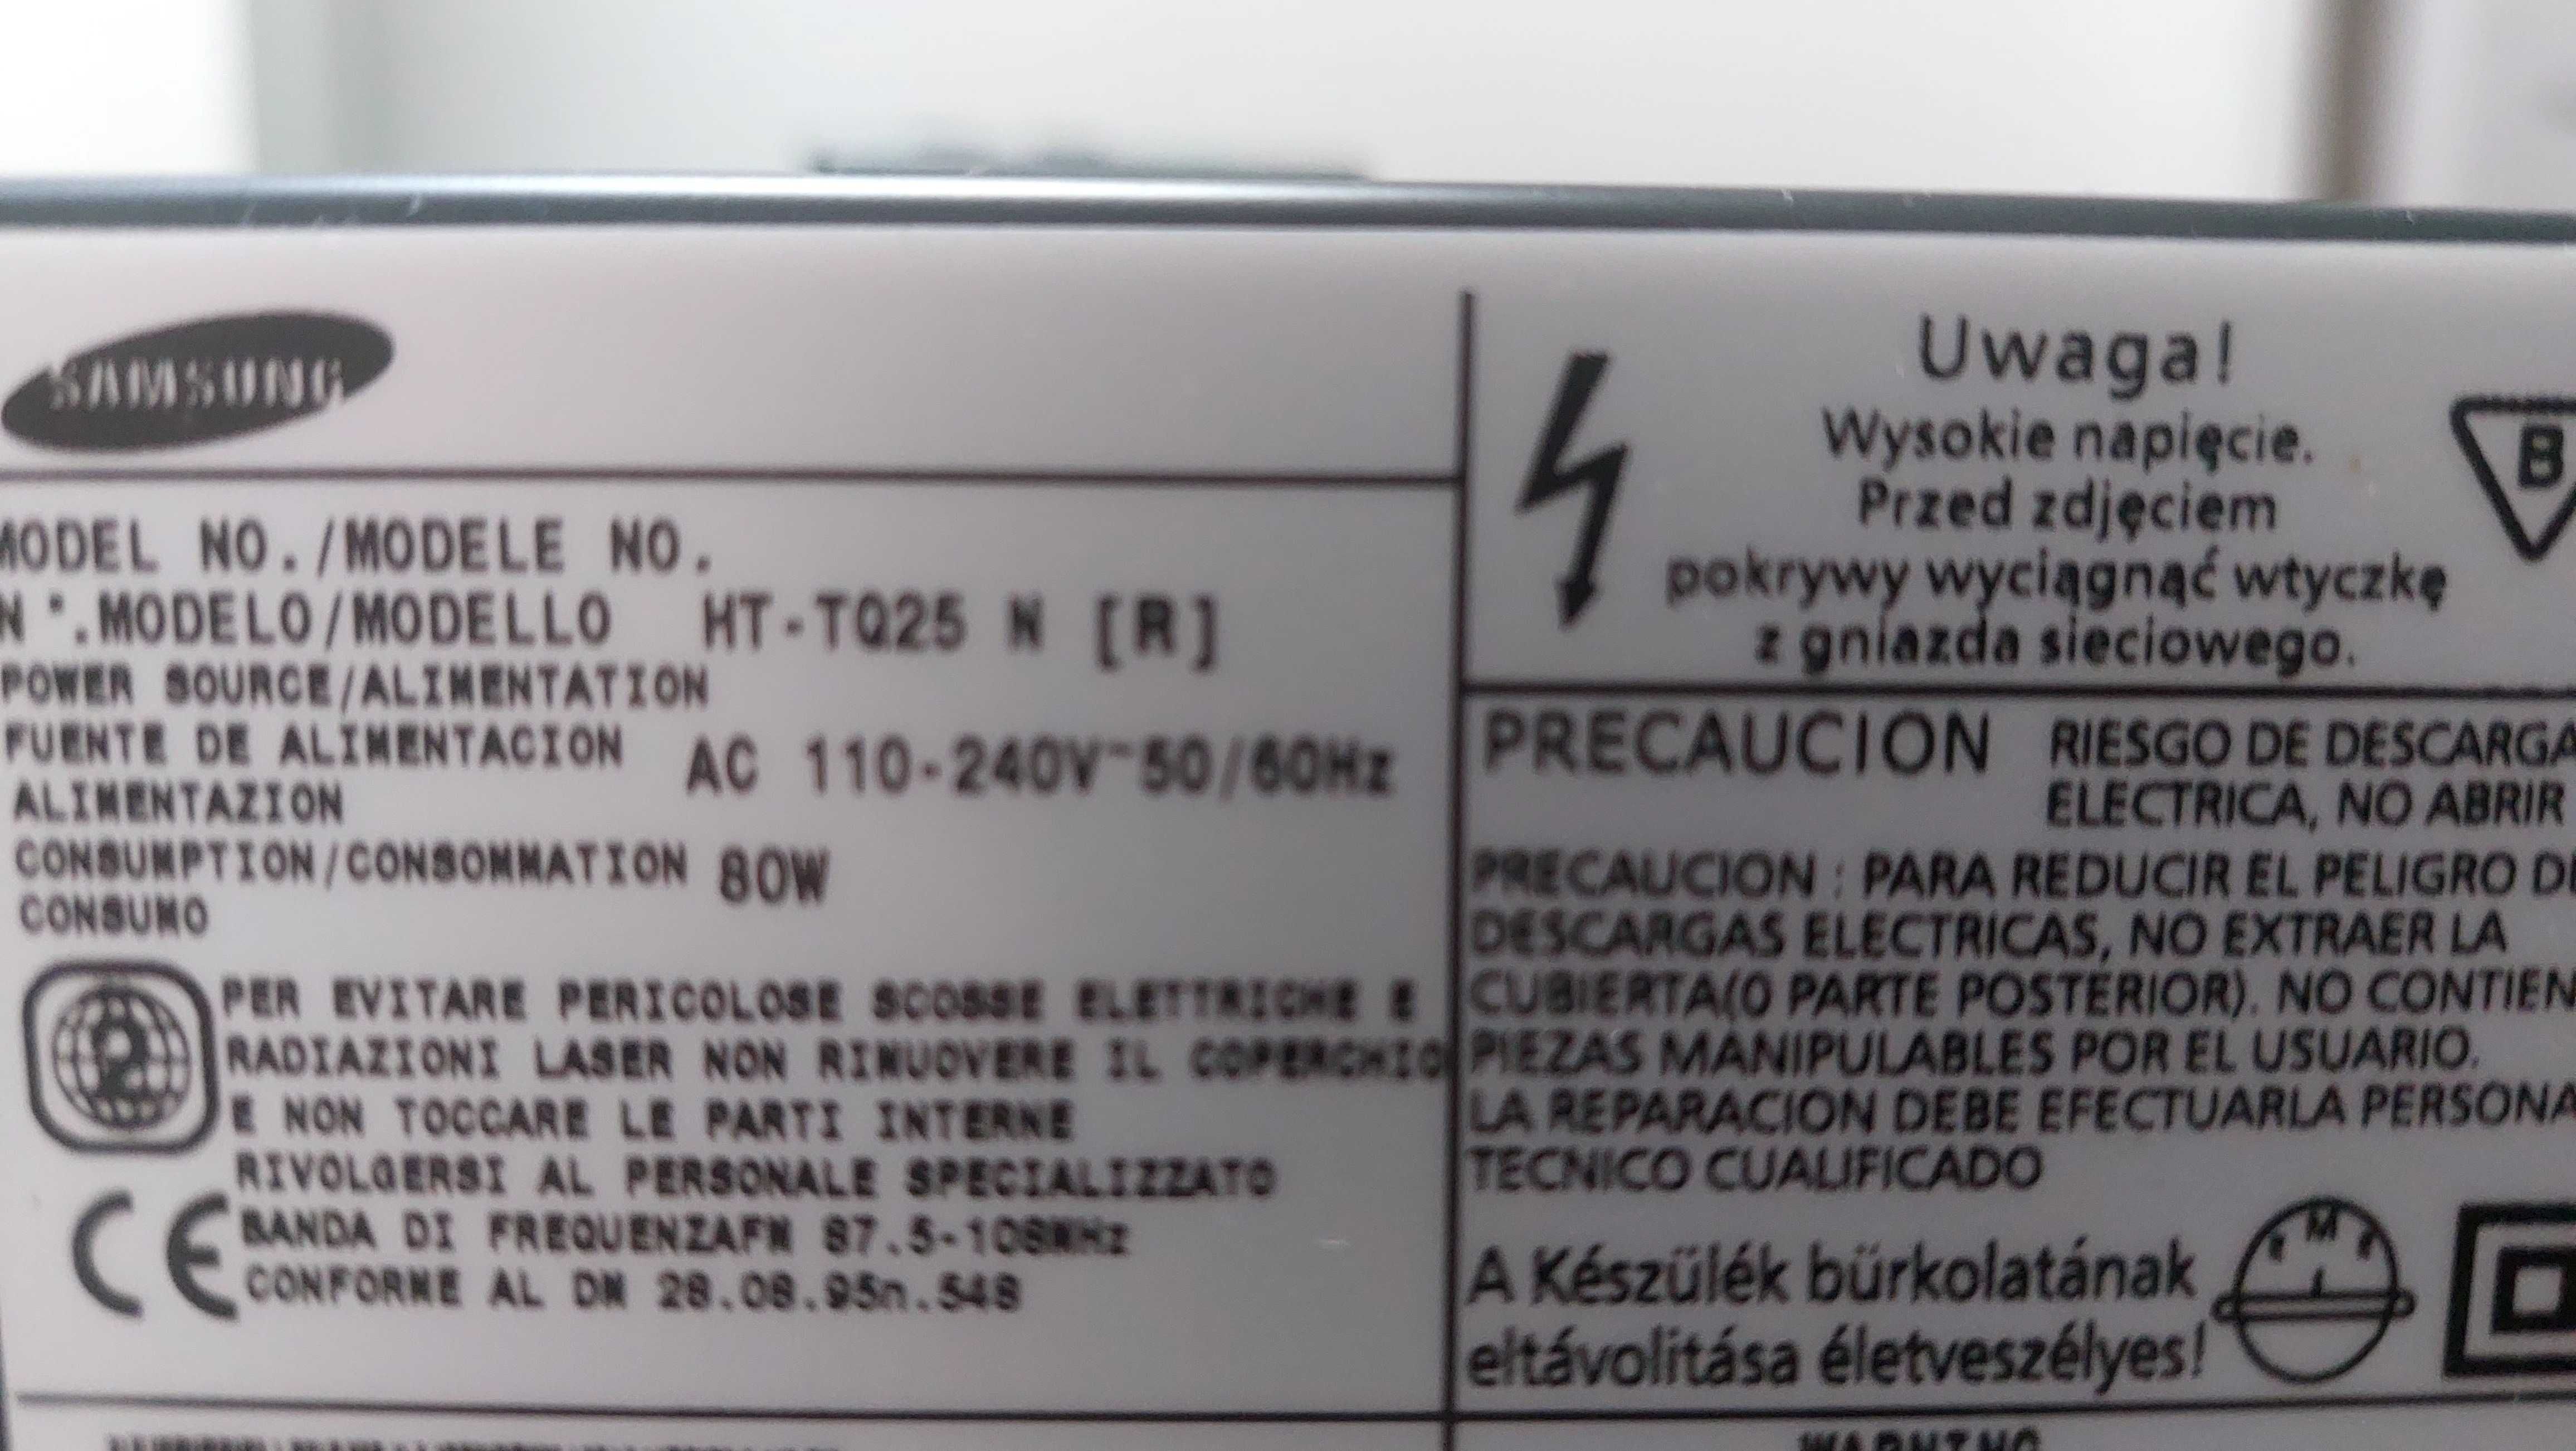 SAMSUNG
MODEL NO./MODELE NO.
N°.MODELO/MODELLO HT-TQ25 N [R]
POWER SOURCE/ALIMENTATION
FUENTE DE ALIMENTACION AC 110-240V~50/60Hz
ALIMENTAZION
CONSUMPTION/CONSOMMATION 80W
CONSUMO
2
PER EVITARE PERICOLOSE SCOSSE ELETTRICHE E
RADIAZIONI LASER NON RIMUOVERE IL COPERCHIO
E NON TOCCARE LE PARTI INTERNE
RIVOLGERSI AL PERSONALE SPECIALIZZATO
CE
BANDA DI FREQUENZAFM 87.5-108MHz
CONFORME AL DM 28.08.95n.548
Uwaga!
Wysokie napięcie.
Przed zdjęciem
pokrywy wyciągnąć wtyczkę
z gniazda sieciowego.
B
PRECAUCION RIESGO DE DESCARGA
ELECTRICA, NO ABRIR
PRECAUCION : PARA REDUCIR EL PELIGRO DE
DESCARGAS ELECTRICAS, NO EXTRAER LA
CUBIERTA(O PARTE POSTERIOR). NO CONTIEN
PIEZAS MANIPULABLES POR EL USUARIO.
LA REPARACION DEBE EFECTUARLA PERSONA
TECNICO CUALIFICADO
A Készülék bürkolatának
eltávolitása életveszélyes!
WARNING